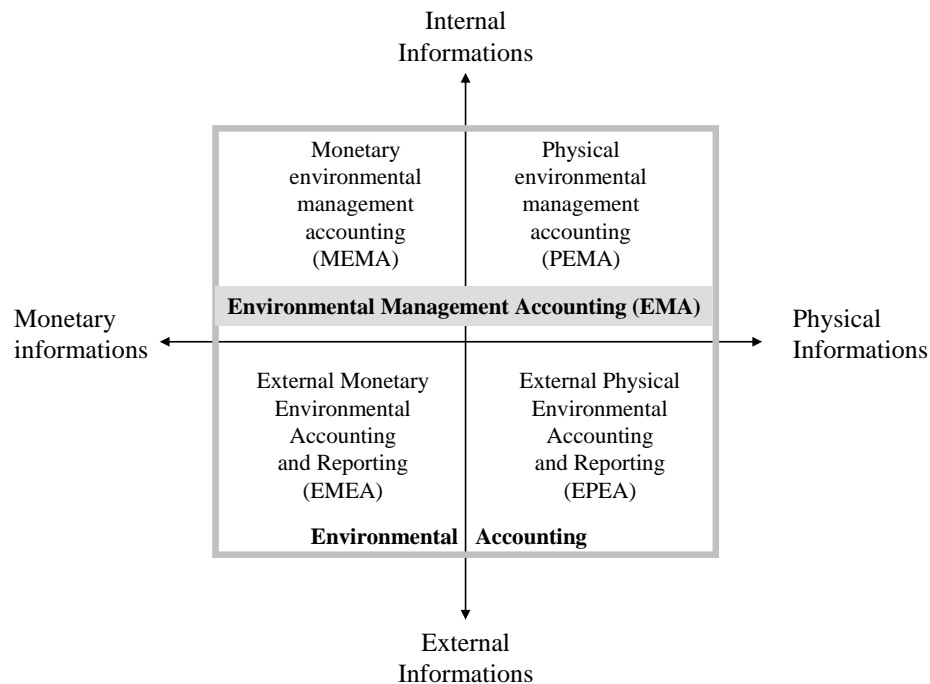 Internal
Informations
Monetary
environmental
management
accounting
(MEMA)
Physical
environmental
management
accounting
(PEMA)
Environmental Management Accounting (EMA)
Monetary
informations
Physical
Informations
External Monetary
Environmental
Accounting
and Reporting
(EMEA)
External Physical
Environmental
Accounting
and Reporting
(EPEA)
Environmental Accounting
External
Informations